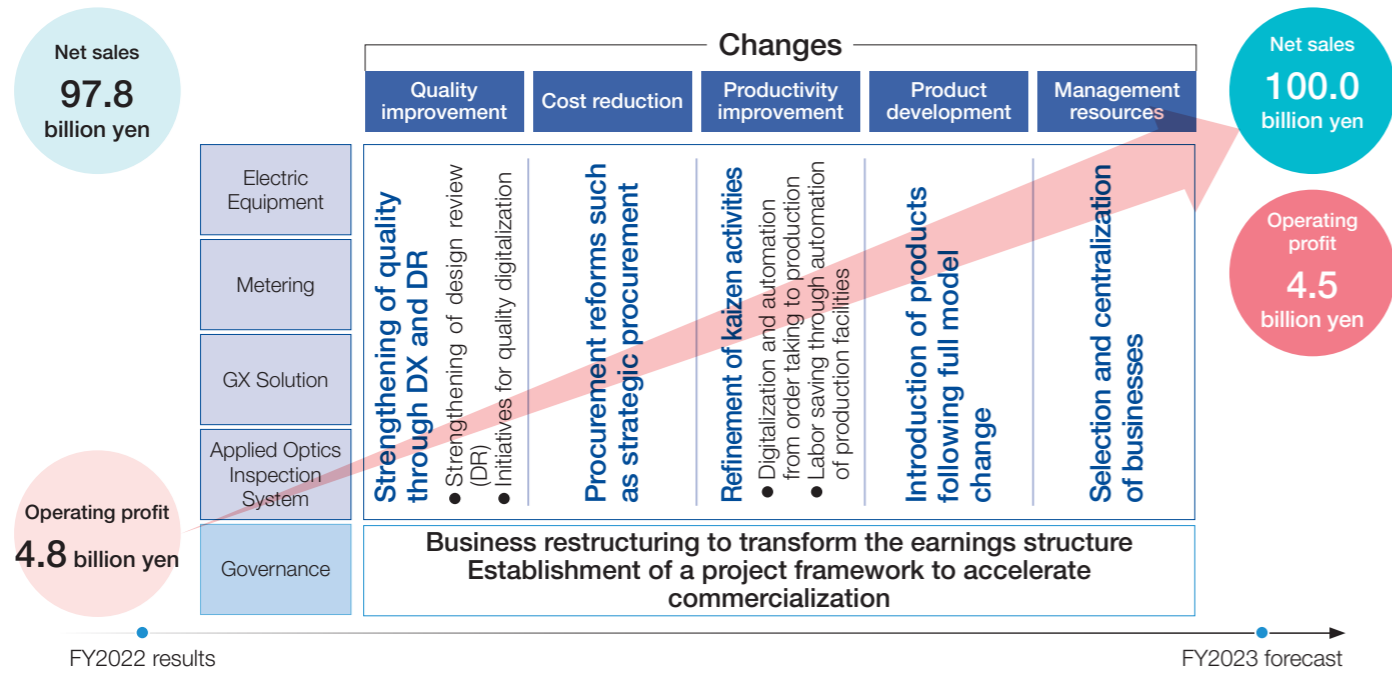 Net sales
97.8
billion yen
Changes
Quality
improvement
Cost reduction
Productivity
improvement
Product
development
Management
resources
Net sales
100.0
billion yen
Operating
profit
4.5
billion yen
Electric
Equipment
Metering
GX Solution
Applied Optics
Inspection
System
Governance
Strengthening of quality
through DX and DR
● Strengthening of design review
(DR)
● Initiatives for quality digitalization
Procurement reforms such
as strategic procurement
Refinement of kaizen activities
● Digitalization and automation
from order taking to production
● Labor saving through automation
of production facilities
Introduction of products
following full model
change
Selection and centralization
of businesses
Operating profit
4.8 billion yen
Business restructuring to transform the earnings structure
Establishment of a project framework to accelerate
commercialization
FY2022 results
FY2023 forecast